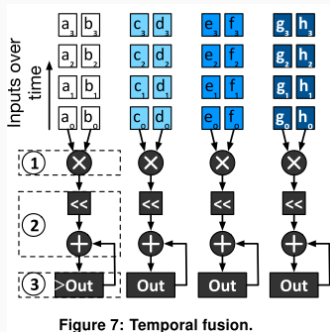 Inputs over time
a3 b3 c3 d3 e3 f3 g3 h3
a2 b2 c2 d2 e2 f2 g2 h2
a1 b1 c1 d1 e1 f1 g1 h1
a0 b0 c0 d0 e0 f0 g0 h0
1 × × × ×
2 << << << <<
+ + + +
3 >Out Out Out Out
Figure 7: Temporal fusion.